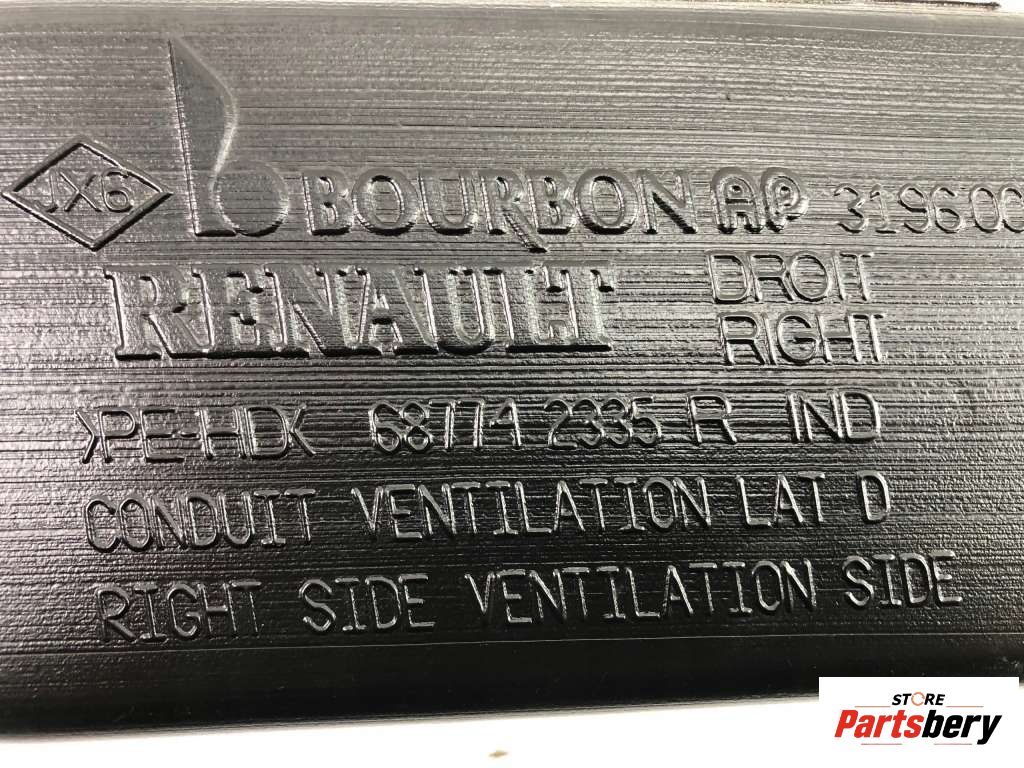 JX6 BOURBON AP 319600
RENAULT DROIT
RIGHT
>PE-HD< 68774 2335 R IND
CONDUIT VENTILATION LAT D
RIGHT SIDE VENTILATION SIDE
STORE
Partsbery